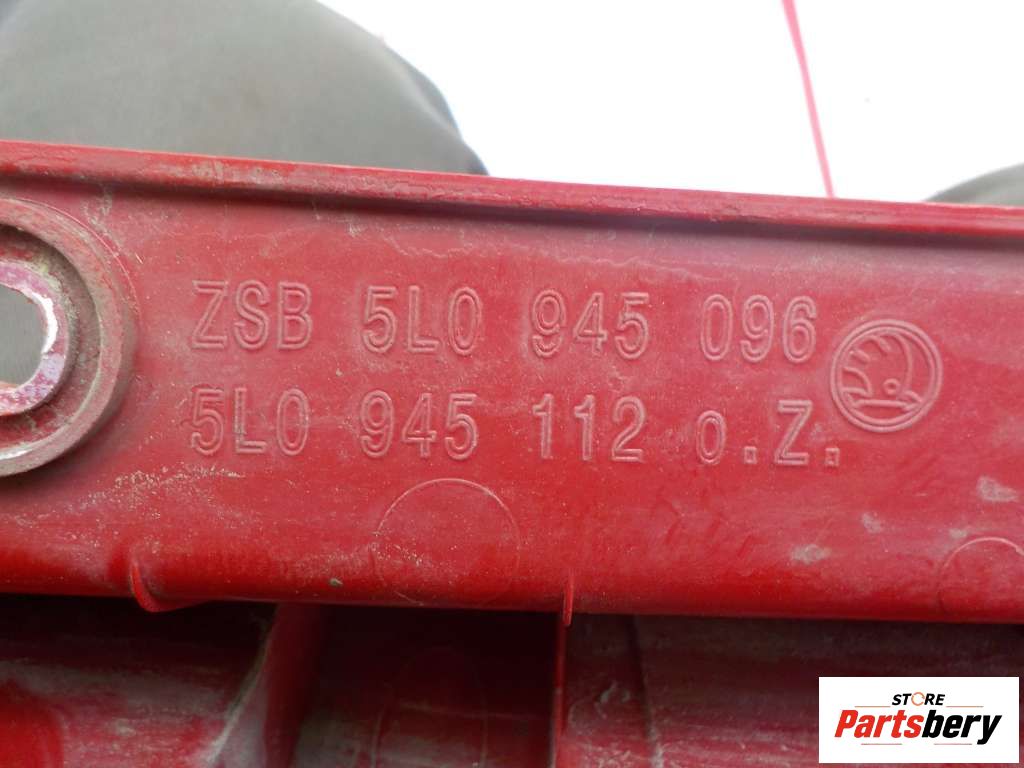 ZSB 5L0 945 096
5L0 945 112 o.Z.
STORE
Partsbery